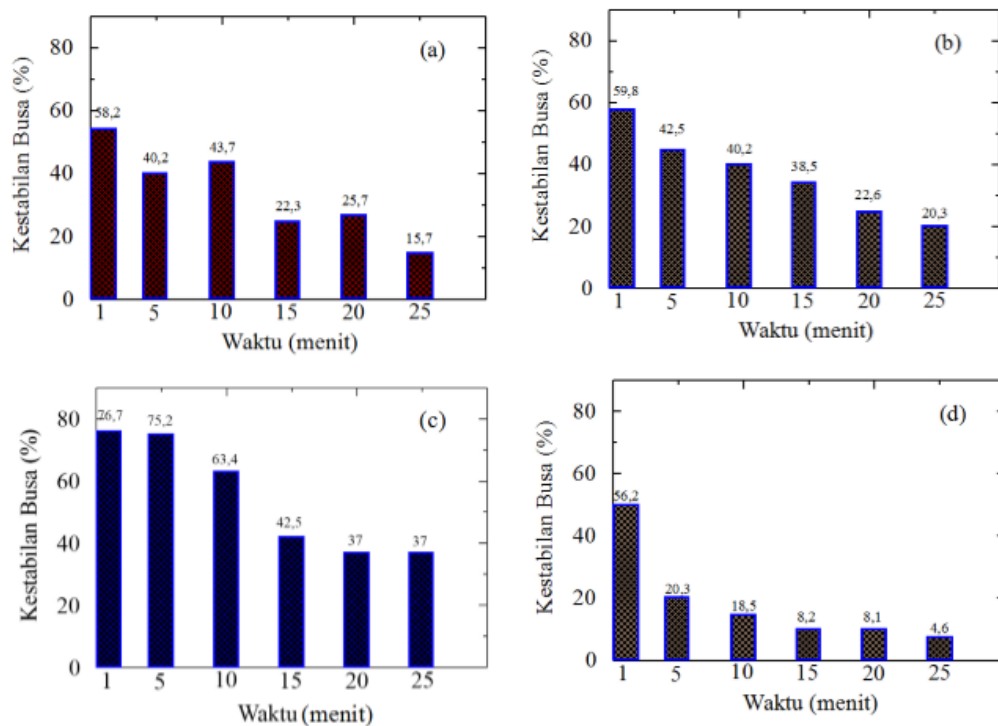 (a)
Kestabilan Busa (%)
80
60
40
20
0
58,2
40,2
43,7
22,3
25,7
15,7
1 5 10 15 20 25
Waktu (menit)
(b)
Kestabilan Busa (%)
80
60
40
20
0
59,8
42,5
40,2
38,5
22,6
20,3
1 5 10 15 20 25
Waktu (menit)
(c)
Kestabilan Busa (%)
80
60
40
20
0
76,7
75,2
63,4
42,5
37
37
1 5 10 15 20 25
Waktu (menit)
(d)
Kestabilan Busa (%)
80
60
40
20
0
56,2
20,3
18,5
8,2
8,1
4,6
1 5 10 15 20 25
Waktu (menit)